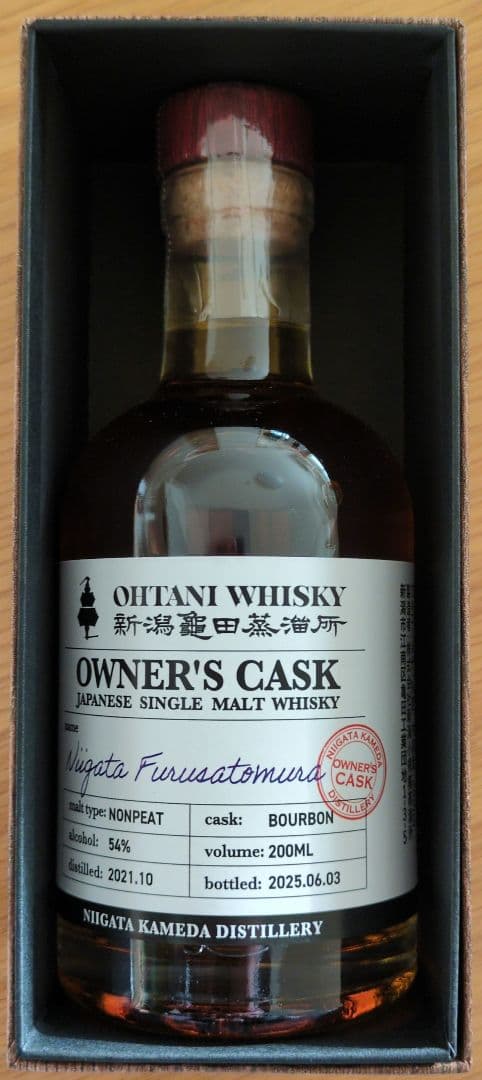 OHTANI WHISKY
新潟龜田蒸溜所
OWNER'S CASK
JAPANESE SINGLE MALT WHISKY
name
Niigata Furusatomura
NIIGATA KAMEDA
OWNER'S
CASK
DISTILLERY
malt type: NONPEAT
cask: BOURBON
alcohol: 54%
volume: 200ML
distilled: 2021.10
bottled: 2025.06.03
NIIGATA KAMEDA DISTILLERY